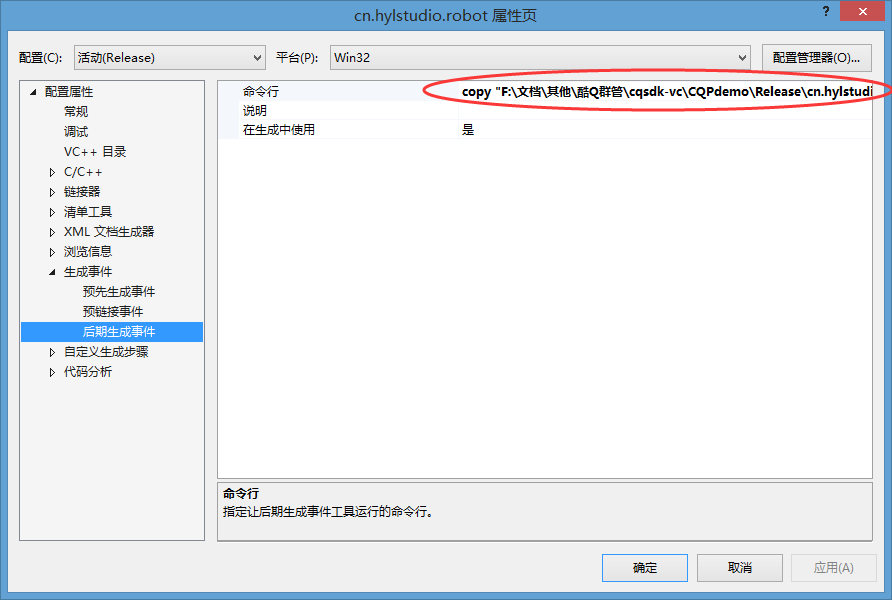 cn.hylstudio.robot 属性页
?
配置(C): 活动(Release) 平台(P): Win32 配置管理器(O)...
配置属性
常规
调试
VC++ 目录
C/C++
链接器
清单工具
XML 文档生成器
浏览信息
生成事件
预先生成事件
预链接事件
后期生成事件
自定义生成步骤
代码分析
命令行 copy "F:\文档\其他\酷Q群管\cqsdk-vc\CQPdemo\Release\cn.hylstudi
说明
在生成中使用 是
命令行
指定让后期生成事件工具运行的命令行。
确定 取消 应用(A)